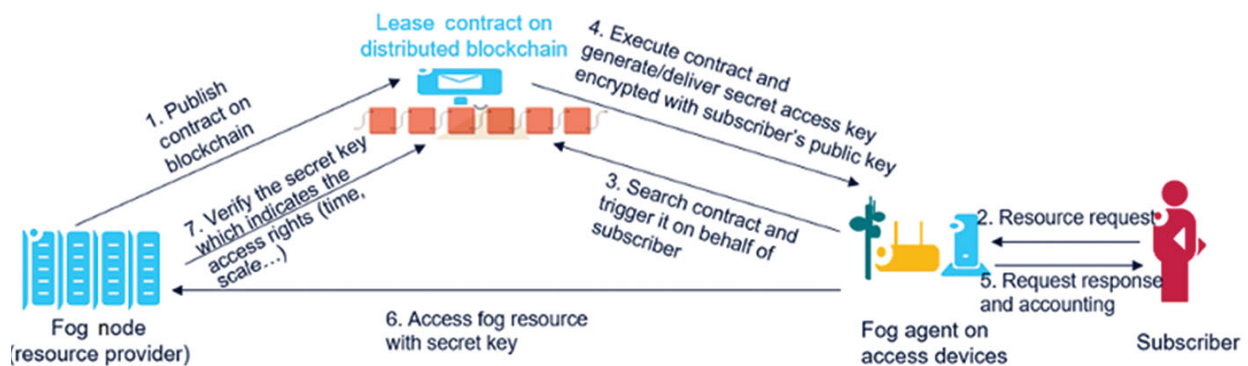 Lease contract on
distributed blockchain
1. Publish
contract on
blockchain
4. Execute contract and
generate/deliver secret access key
encrypted with subscriber's public key
7. Verify the secret key
which indicates the
access rights (time,
scale...)
3. Search contract and
trigger it on behalf of
subscriber
2. Resource request
5. Request response
and accounting
6. Access fog resource
with secret key
Fog node
(resource provider)
Fog agent on
access devices
Subscriber